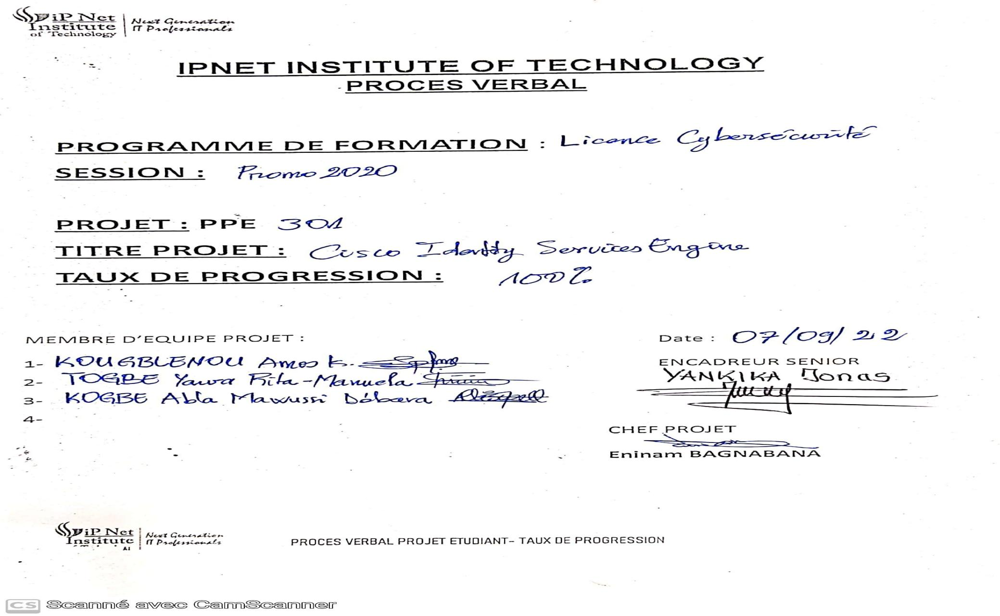 iP Net Institute of Technology | Next Generation IT Professionals
IPNET INSTITUTE OF TECHNOLOGY
PROCES VERBAL
PROGRAMME DE FORMATION : Licence Cybersécurité
SESSION : Promo 2020
PROJET : PPE 301
TITRE PROJET : Cisco Identity Services Engine
TAUX DE PROGRESSION : 100%
MEMBRE D'EQUIPE PROJET :
1- KOUGBLENOU Amos K.
2- TOGBE Yawa Rita-Manuela
3- KOGBE Abla Mawussi
4-
Date : 07/09/22
ENCADREUR SENIOR
YANKIKA Jonas
CHEF PROJET
Eninam BAGNABANA
iP Net Institute | Next Generation IT Professionals
PROCES VERBAL PROJET ETUDIANT- TAUX DE PROGRESSION
CS Scanné avec CamScanner